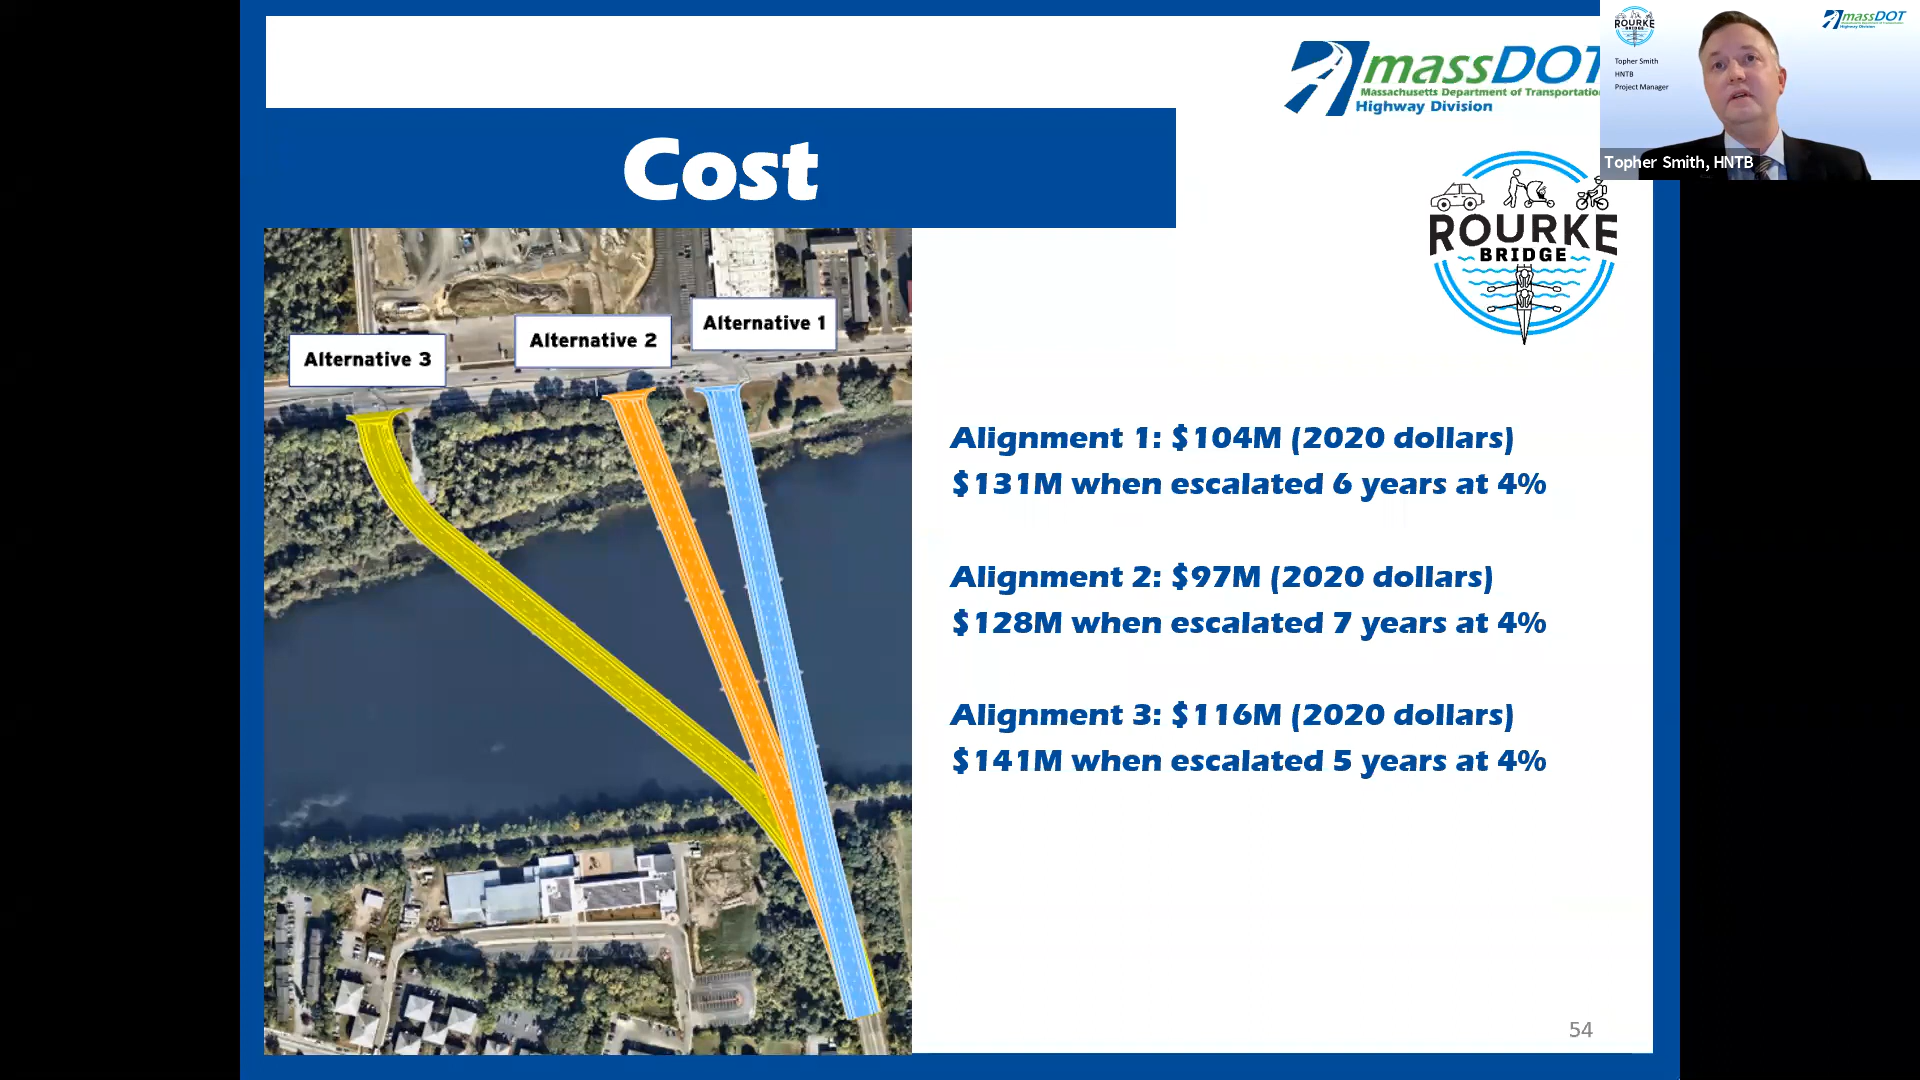 massDOT
Massachusetts Department of Transportatio
Highway Division
Cost
ROURKE
BRIDGE
Alternative 3
Alternative 2
Alternative 1
Alignment 1: $104M (2020 dollars)
$131M when escalated 6 years at 4%
Alignment 2: $97M (2020 dollars)
$128M when escalated 7 years at 4%
Alignment 3: $116M (2020 dollars)
$141M when escalated 5 years at 4%
54
ROURKE
BRIDGE
Topher Smith
HNTB
Project Manager
massDOT
Highway Division
Topher Smith, HNTB